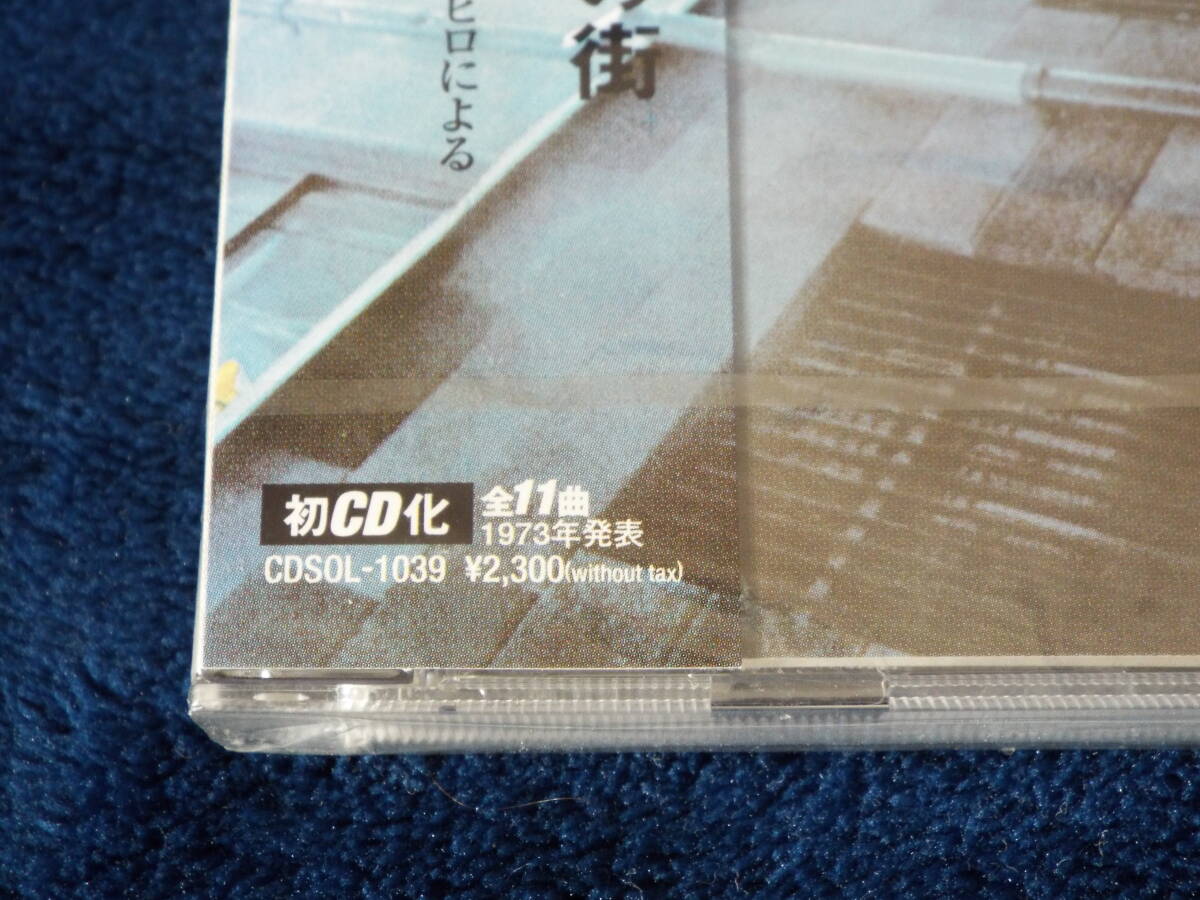 の街
ヒロによる
初CD化
全11曲
1973年発表
CDSOL-1039 ¥2,300(without tax)